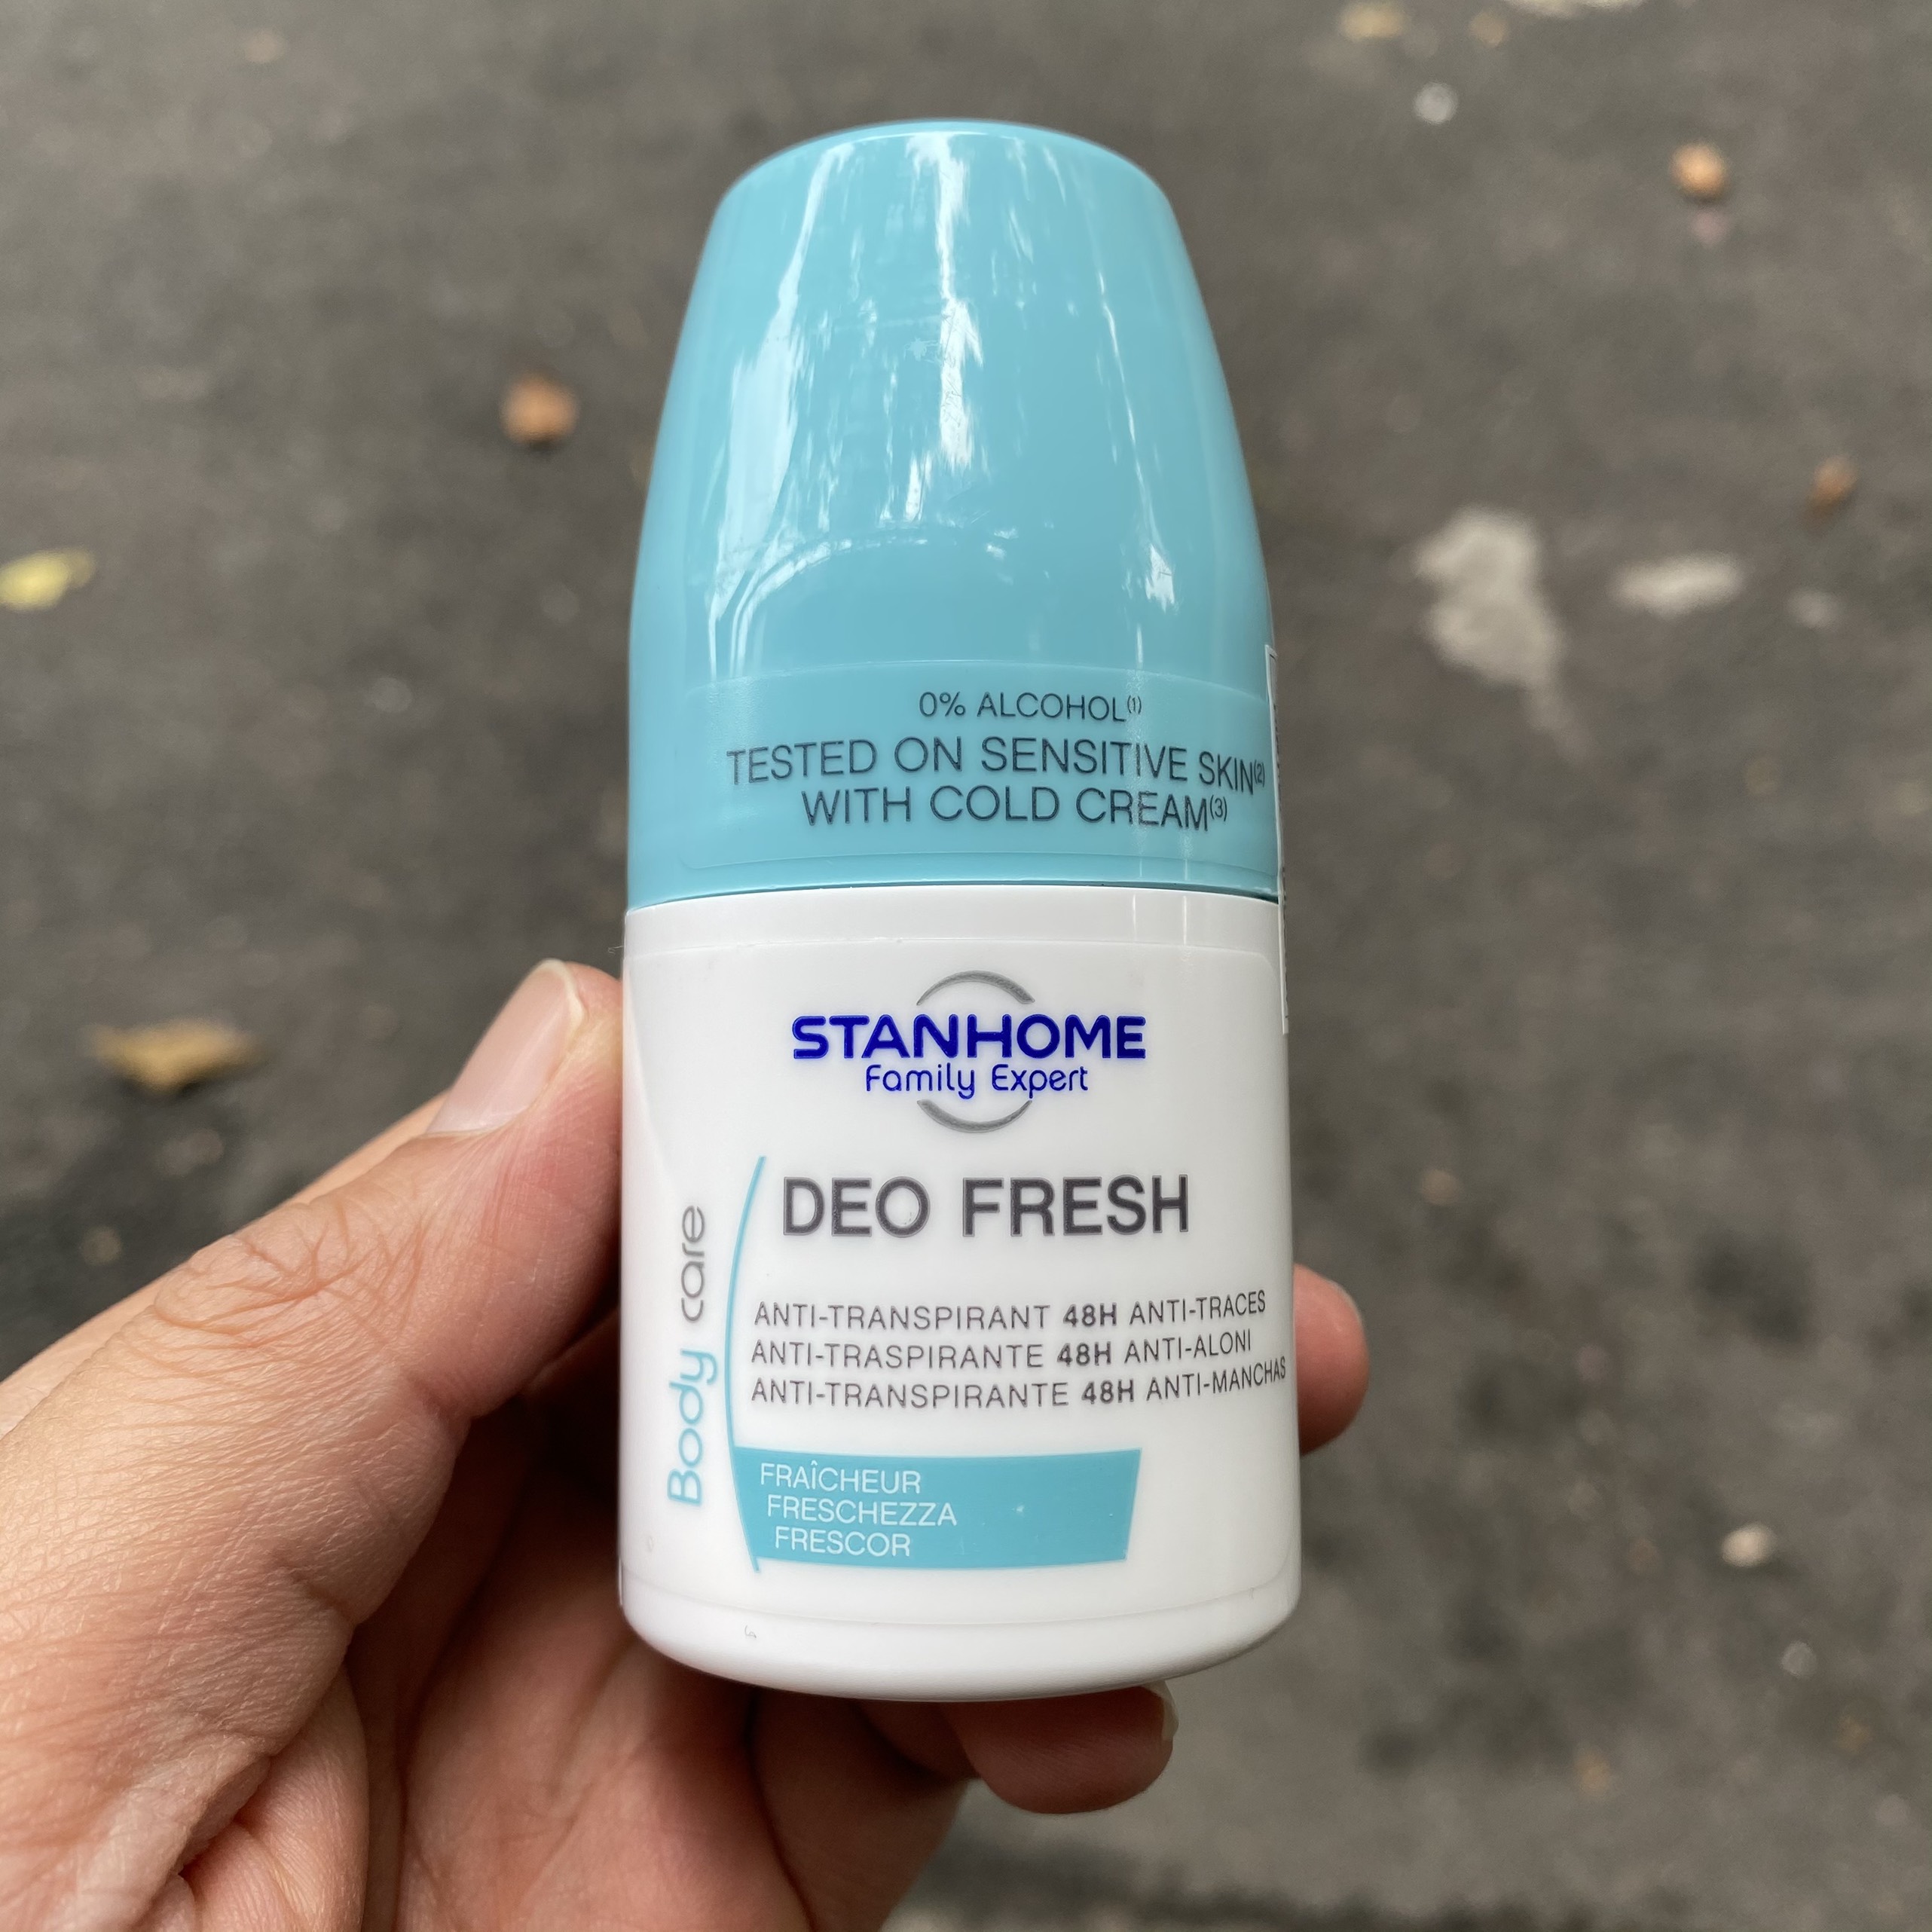 0% ALCOHOL(1)
TESTED ON SENSITIVE SKIN(2)
WITH COLD CREAM(3)
STANHOME
Family Expert
DEO FRESH
Body care
ANTI-TRANSPIRANT 48H ANTI-TRACES
ANTI-TRASPIRANTE 48H ANTI-ALONI
ANTI-TRANSPIRANTE 48H ANTI-MANCHAS
FRAÎCHEUR
FRESCHEZZA
FRESCOR